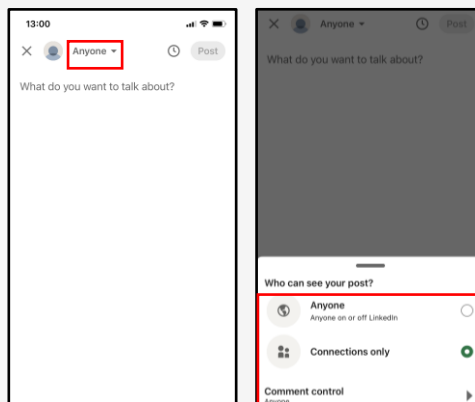 13:00
Anyone
Post
What do you want to talk about?
Anyone
Post
What do you want to talk about?
Who can see your post?
Anyone
Anyone on or off LinkedIn
Connections only
Comment control
Anyone